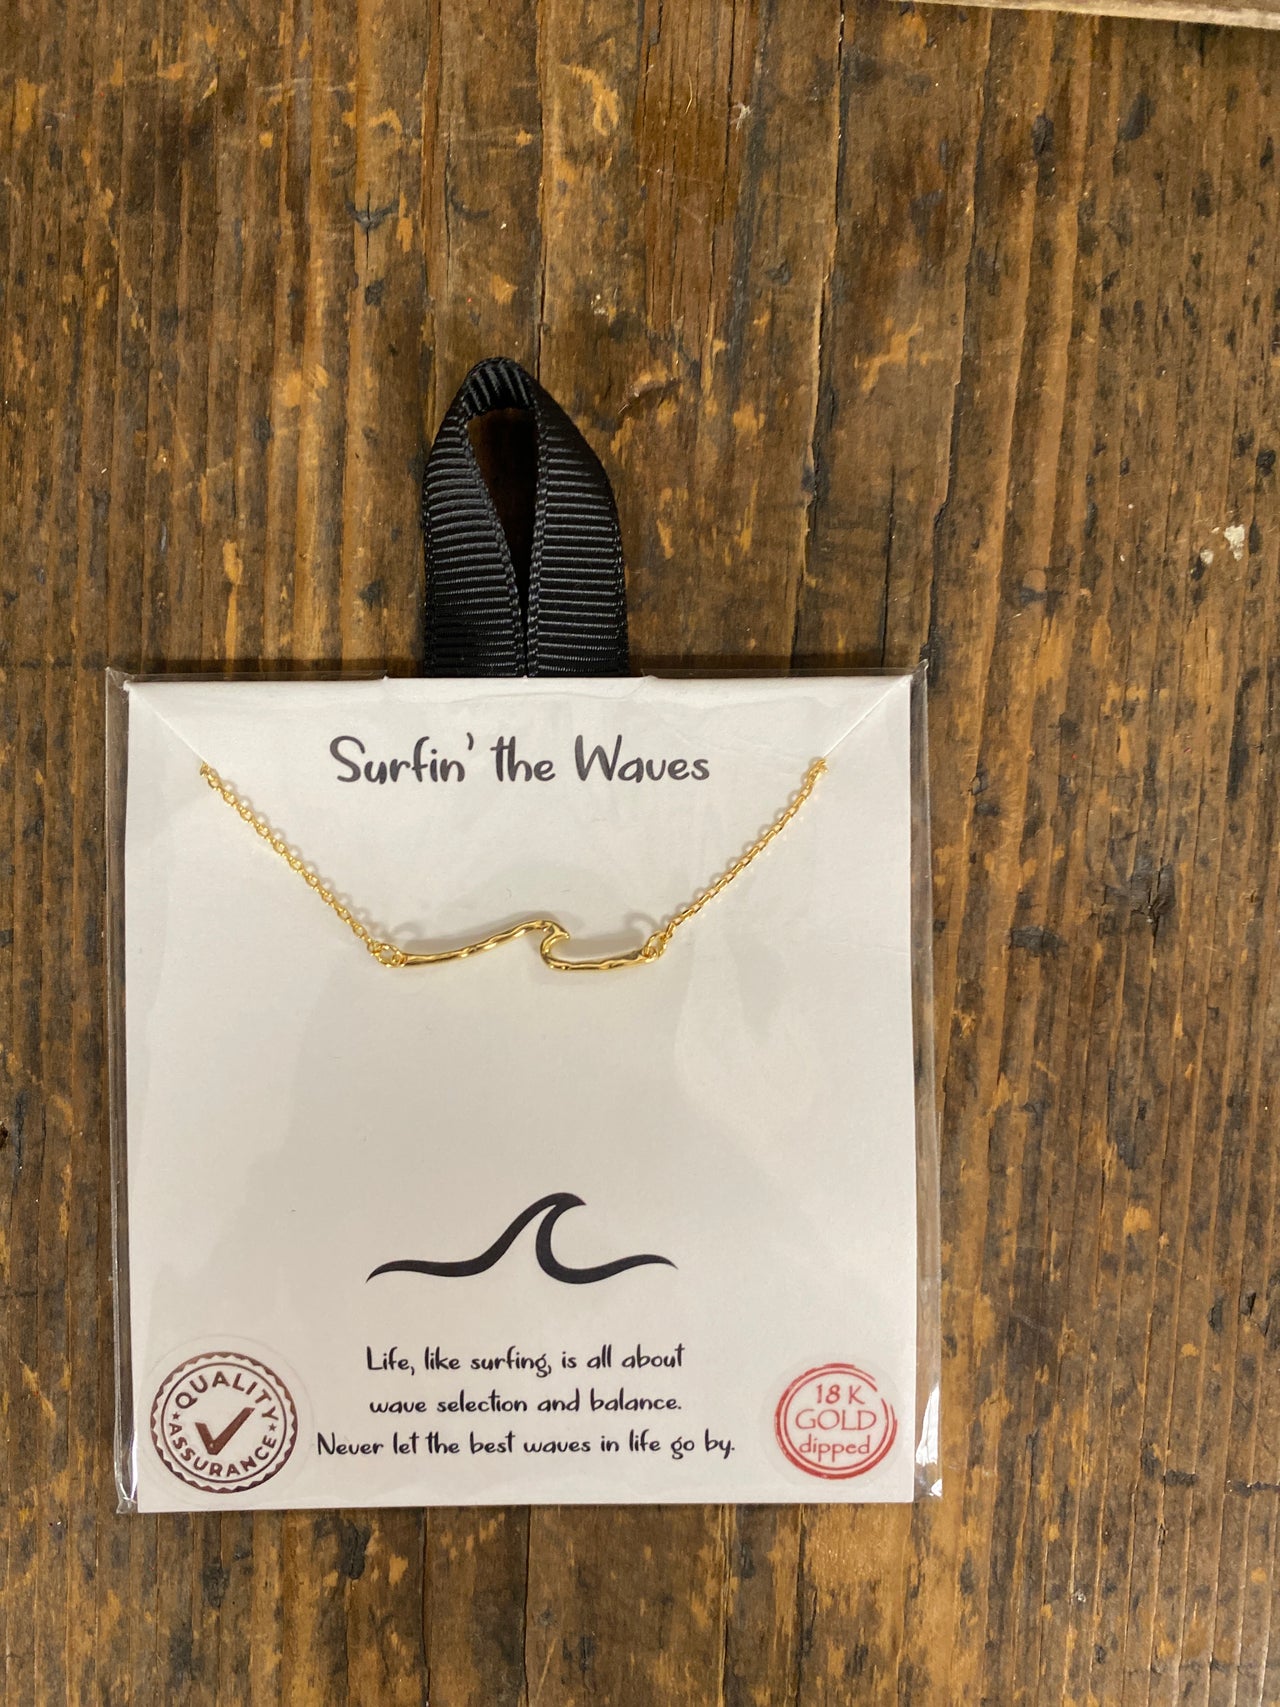 Surfin' the Waves
Life, like surfing, is all about
wave selection and balance.
Never let the best waves in life go by.
QUALITY
ASSURANCE
18 K
GOLD
dipped